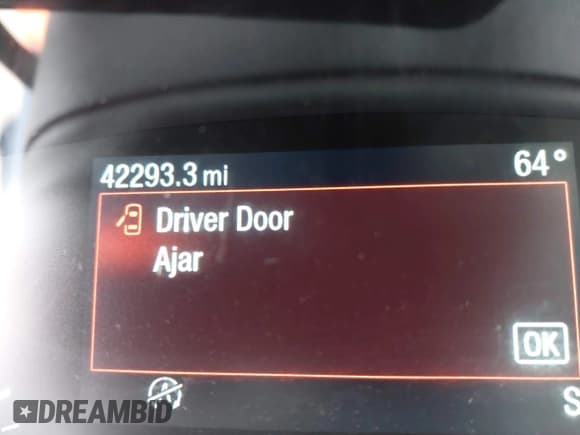 42293.3 mi
64°
Driver Door
Ajar
OK
A
S
DREAMBID